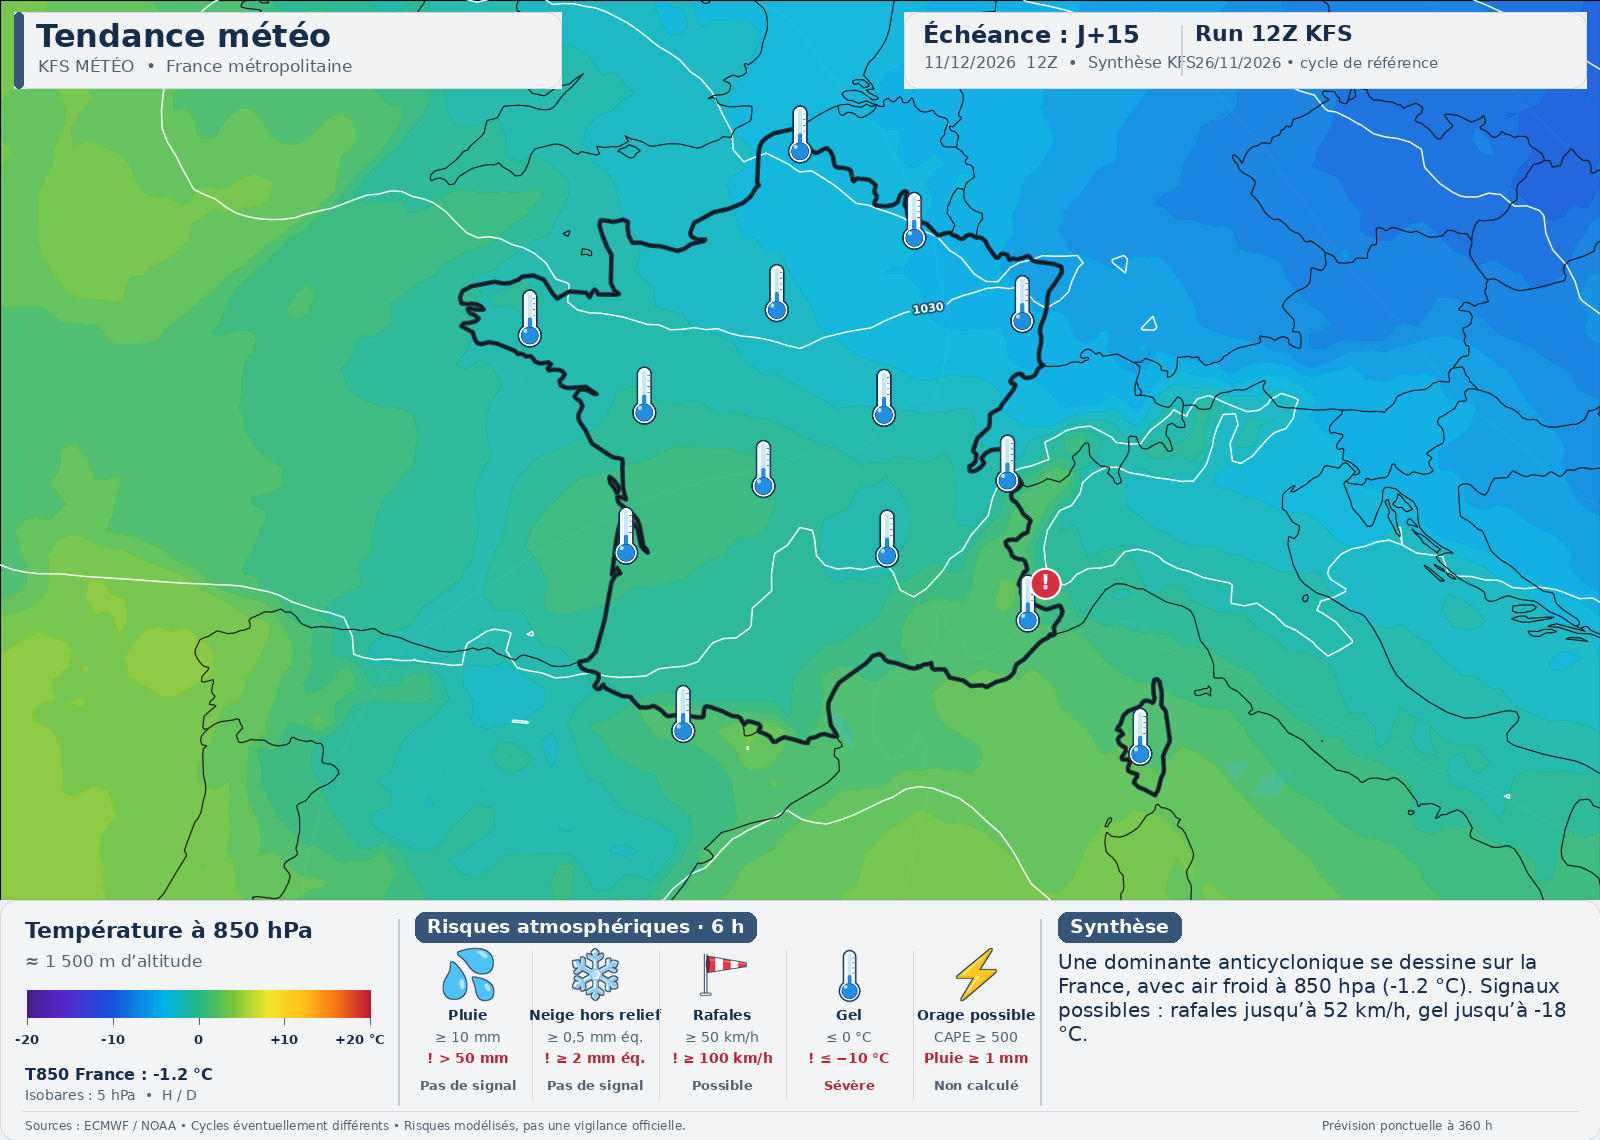 Tendance météo
KFS MÉTÉO • France métropolitaine
Échéance : J+15
11/12/2026 12Z • Synthèse KFS
Run 12Z KFS
26/11/2026 • cycle de référence
1030
!
Température à 850 hPa
≈ 1 500 m d’altitude
-20 -10 0 +10 +20 °C
T850 France : -1.2 °C
Isobares : 5 hPa • H / D
Risques atmosphériques · 6 h
Pluie
≥ 10 mm
! > 50 mm
Pas de signal
Neige hors relief
≥ 0,5 mm éq.
! ≥ 2 mm éq.
Pas de signal
Rafales
≥ 50 km/h
! ≥ 100 km/h
Possible
Gel
≤ 0 °C
! ≤ −10 °C
Sévère
Orage possible
CAPE ≥ 500
Pluie ≥ 1 mm
Non calculé
Synthèse
Une dominante anticyclonique se dessine sur la
France, avec air froid à 850 hpa (-1.2 °C). Signaux
possibles : rafales jusqu’à 52 km/h, gel jusqu’à -18
°C.
Sources : ECMWF / NOAA • Cycles éventuellement différents • Risques modélisés, pas une vigilance officielle.
Prévision ponctuelle à 360 h